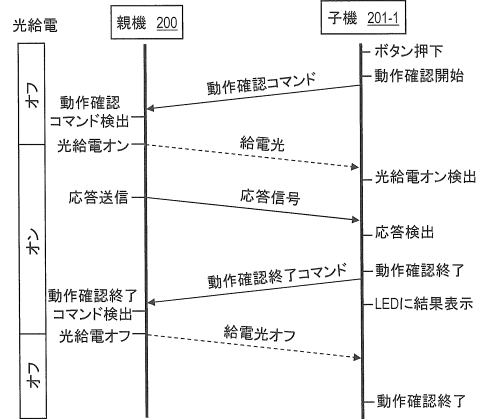 光給電
親機 200
子機 201-1
ボタン押下
動作確認開始
動作確認コマンド
オフ
動作確認
コマンド検出
光給電オン
給電光
光給電オン検出
応答送信
応答信号
オン
応答検出
動作確認終了
動作確認終了コマンド
動作確認終了
コマンド検出
LEDに結果表示
光給電オフ
給電光オフ
オフ
動作確認終了